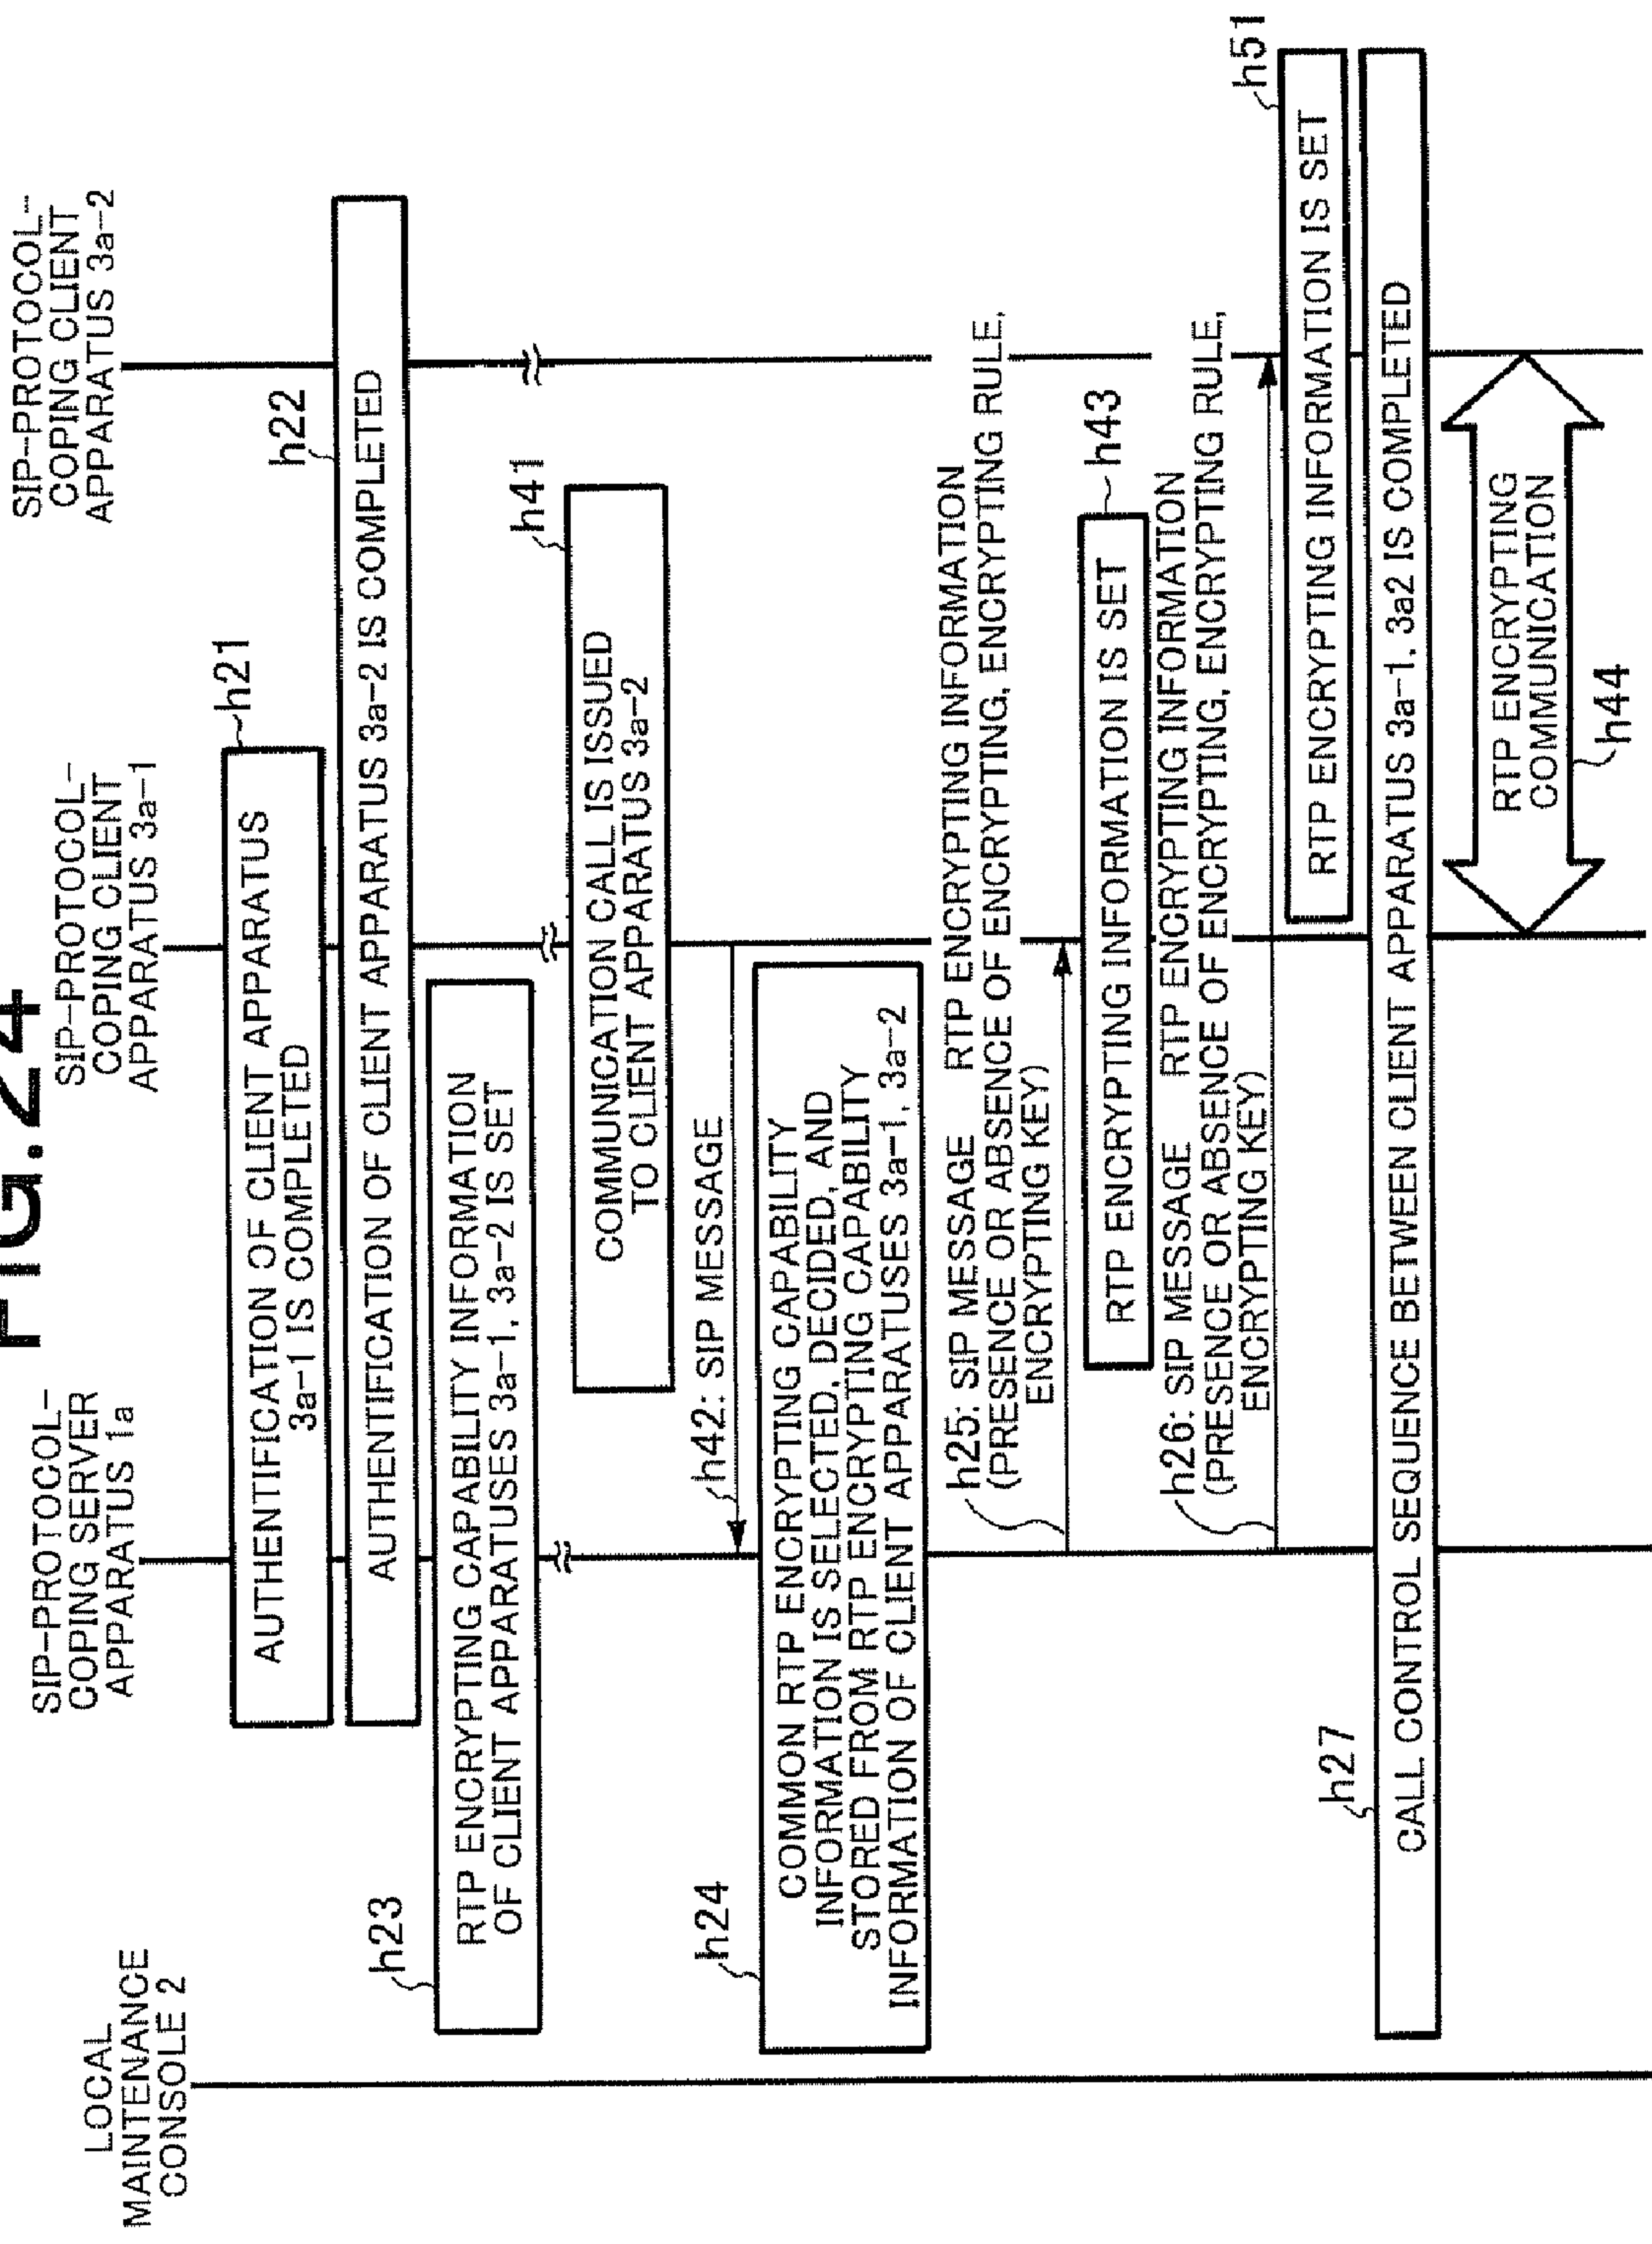 FIG.24
LOCAL
MAINTENANCE
CONSOLE 2
SIP-PROTOCOL-
COPING SERVER
APPARATUS 1a
SIP-PROTOCOL-
COPING CLIENT
APPARATUS 3a-1
SIP-PROTOCOL-
COPING CLIENT
APPARATUS 3a-2
h21
AUTHENTIFICATION OF CLIENT APPARATUS
3a-1 IS COMPLETED
h22
AUTHENTIFICATION OF CLIENT APPARATUS 3a-2 IS COMPLETED
h23
RTP ENCRYPTING CAPABILITY INFORMATION
OF CLIENT APPARATUSES 3a-1, 3a-2 IS SET
h41
COMMUNICATION CALL IS ISSUED
TO CLIENT APPARATUS 3a-2
h42: SIP MESSAGE
h24
COMMON RTP ENCRYPTING CAPABILITY
INFORMATION IS SELECTED, DECIDED, AND
STORED FROM RTP ENCRYPTING CAPABILITY
INFORMATION OF CLIENT APPARATUSES 3a-1, 3a-2
h25: SIP MESSAGE RTP ENCRYPTING INFORMATION
(PRESENCE OR ABSENCE OF ENCRYPTING, ENCRYPTING RULE,
ENCRYPTING KEY)
RTP ENCRYPTING INFORMATION IS SET
h43
h26: SIP MESSAGE RTP ENCRYPTING INFORMATION
(PRESENCE OR ABSENCE OF ENCRYPTING, ENCRYPTING RULE,
ENCRYPTING KEY)
h51
RTP ENCRYPTING INFORMATION IS SET
h27
CALL CONTROL SEQUENCE BETWEEN CLIENT APPARATUS 3a-1, 3a2 IS COMPLETED
RTP ENCRYPTING
COMMUNICATION
h44